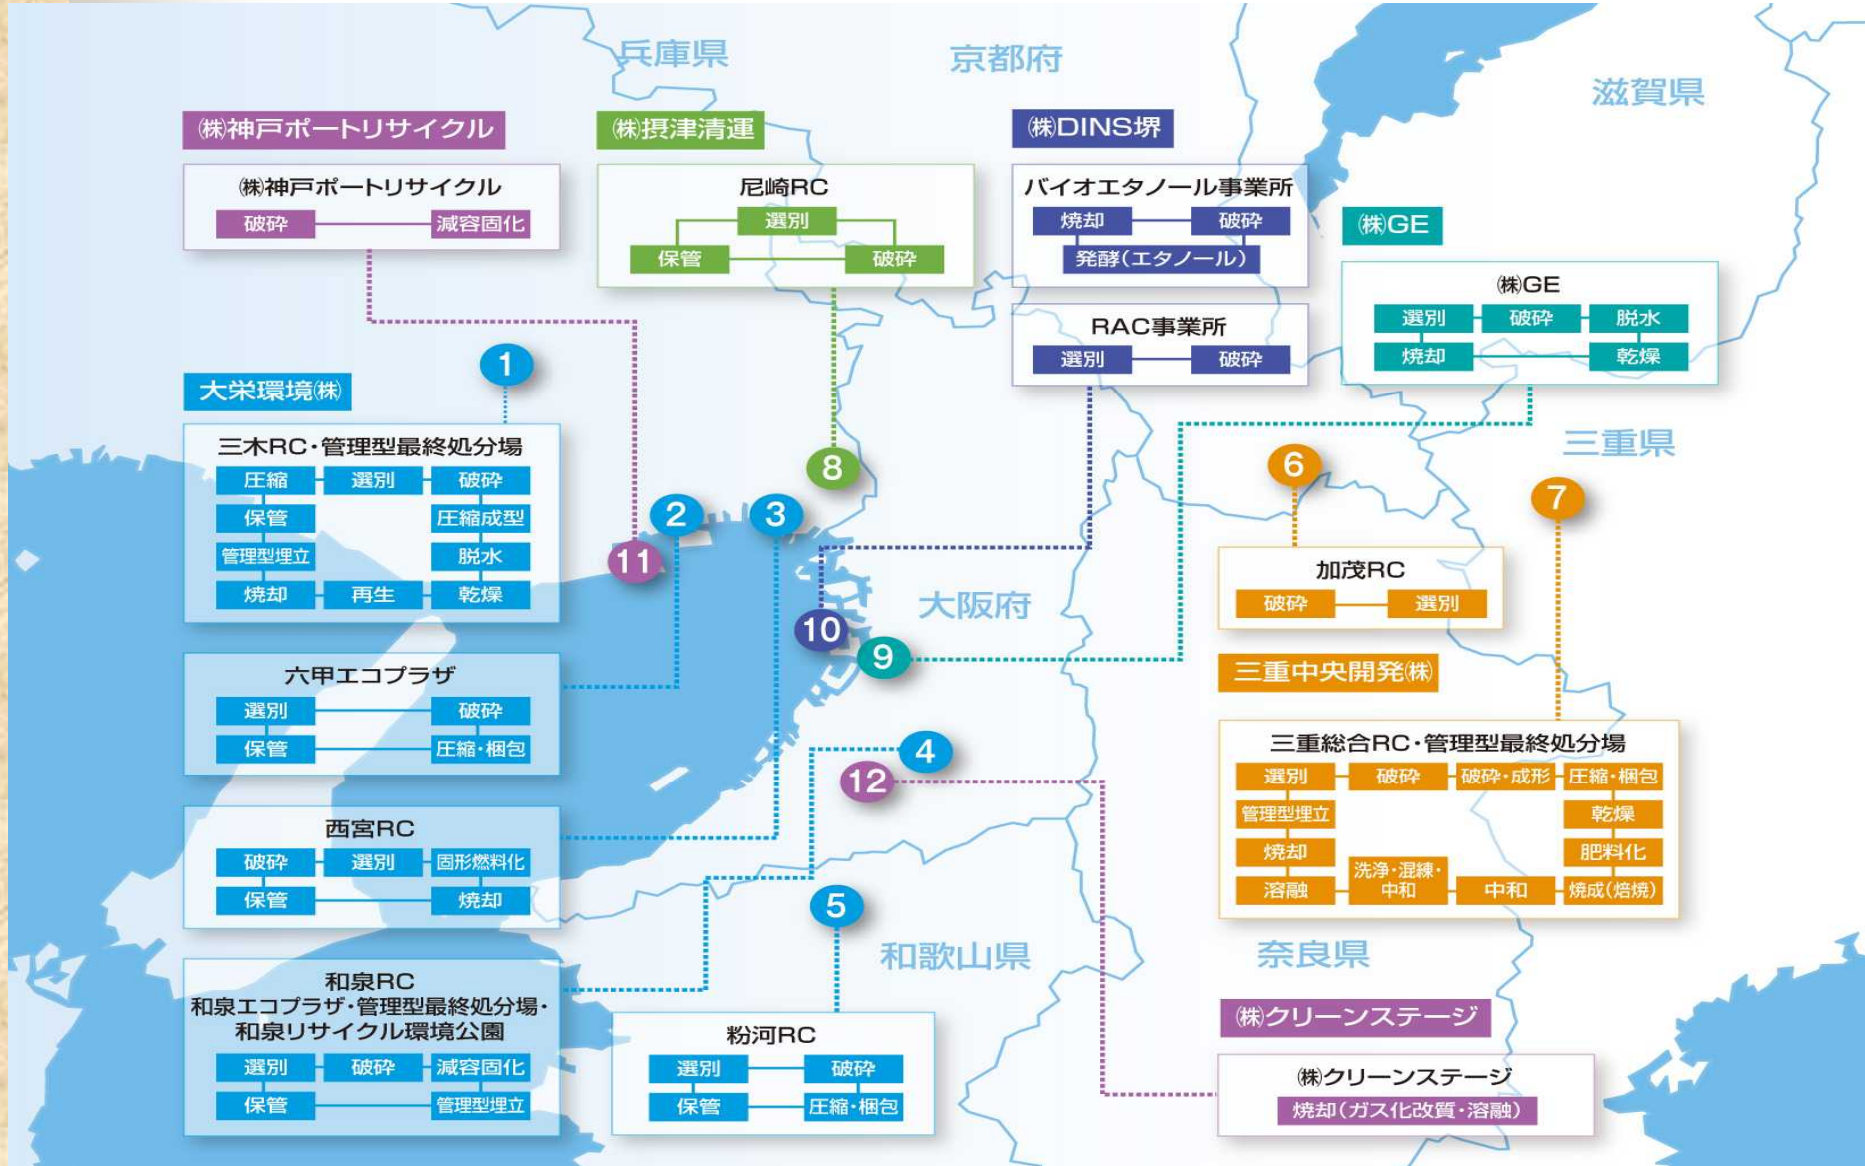 兵庫県
京都府
滋賀県
㈱神戸ポートリサイクル
㈱神戸ポートリサイクル
破砕
減容固化
㈱摂津清運
尼崎RC
選別
保管
破砕
㈱DINS堺
バイオエタノール事業所
焼却
破砕
発酵(エタノール)
RAC事業所
選別
破砕
㈱GE
㈱GE
選別
破砕
脱水
焼却
乾燥
1
大栄環境㈱
三木RC・管理型最終処分場
圧縮
選別
破砕
保管
圧縮成型
管理型埋立
脱水
焼却
再生
乾燥
三重県
8
6
7
2
3
11
10
9
大阪府
加茂RC
破砕
選別
三重中央開発㈱
六甲エコプラザ
選別
破砕
保管
圧縮・梱包
4
12
三重総合RC・管理型最終処分場
選別
破砕
破砕・成形
圧縮・梱包
管理型埋立
乾燥
焼却
肥料化
溶融
洗浄・混練・
中和
中和
焼成(焙焼)
西宮RC
破砕
選別
固形燃料化
保管
焼却
5
和歌山県
奈良県
和泉RC
和泉エコプラザ・管理型最終処分場・
和泉リサイクル環境公園
選別
破砕
減容固化
保管
管理型埋立
粉河RC
選別
破砕
保管
圧縮・梱包
㈱クリーンステージ
㈱クリーンステージ
焼却(ガス化改質・溶融)